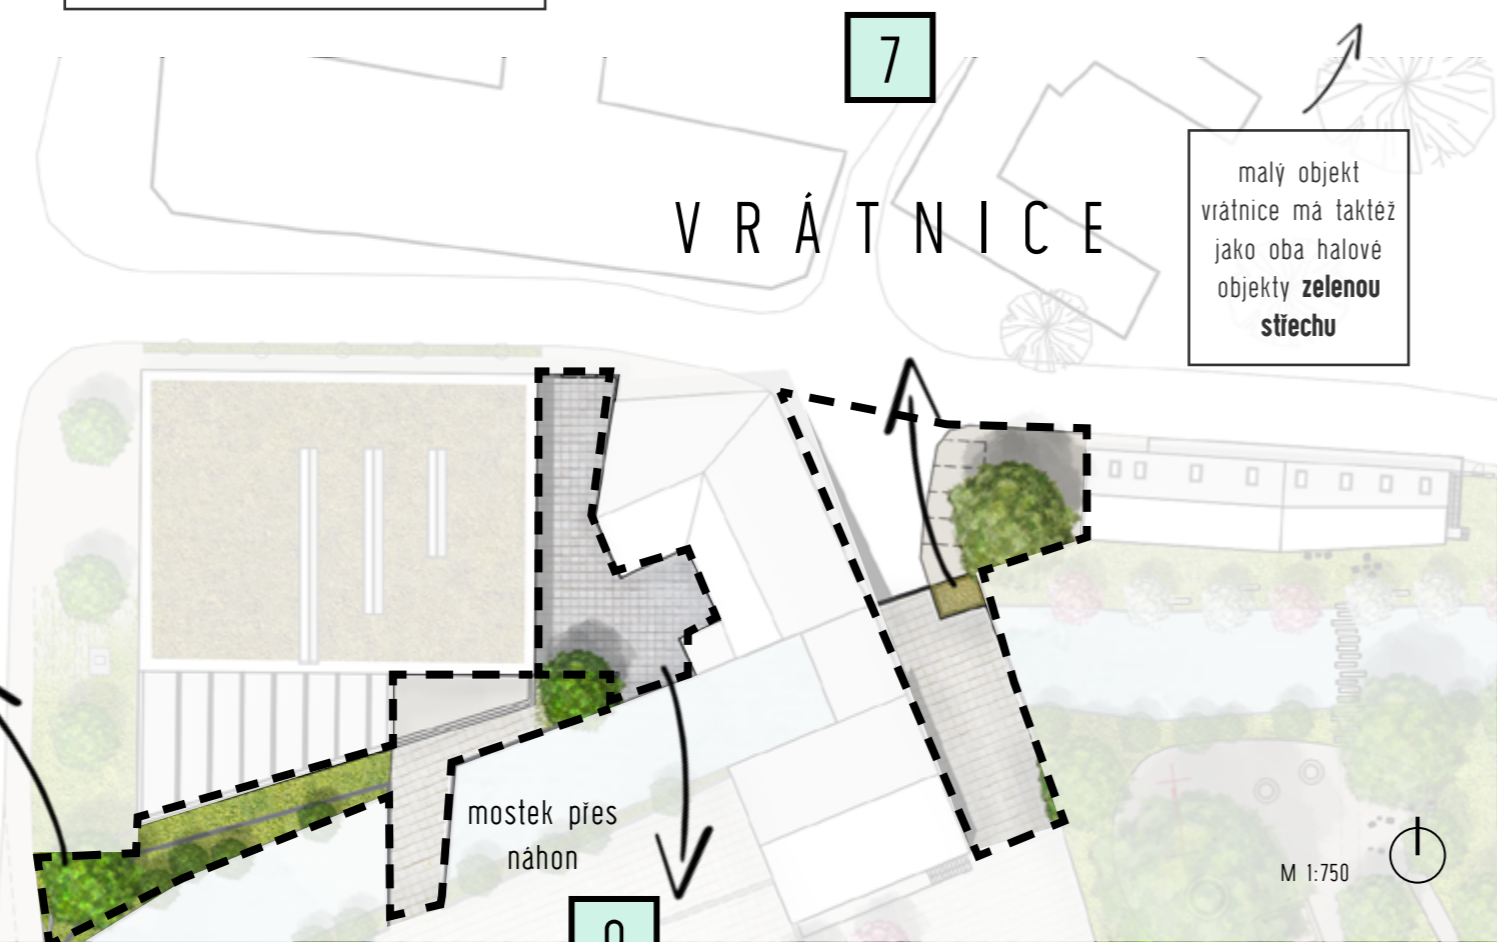 7
VRÁTNICE
malý objekt
vrátnice má taktéž
jako oba halové
objekty zelenou
střechu
mostek přes
náhon
M 1:750